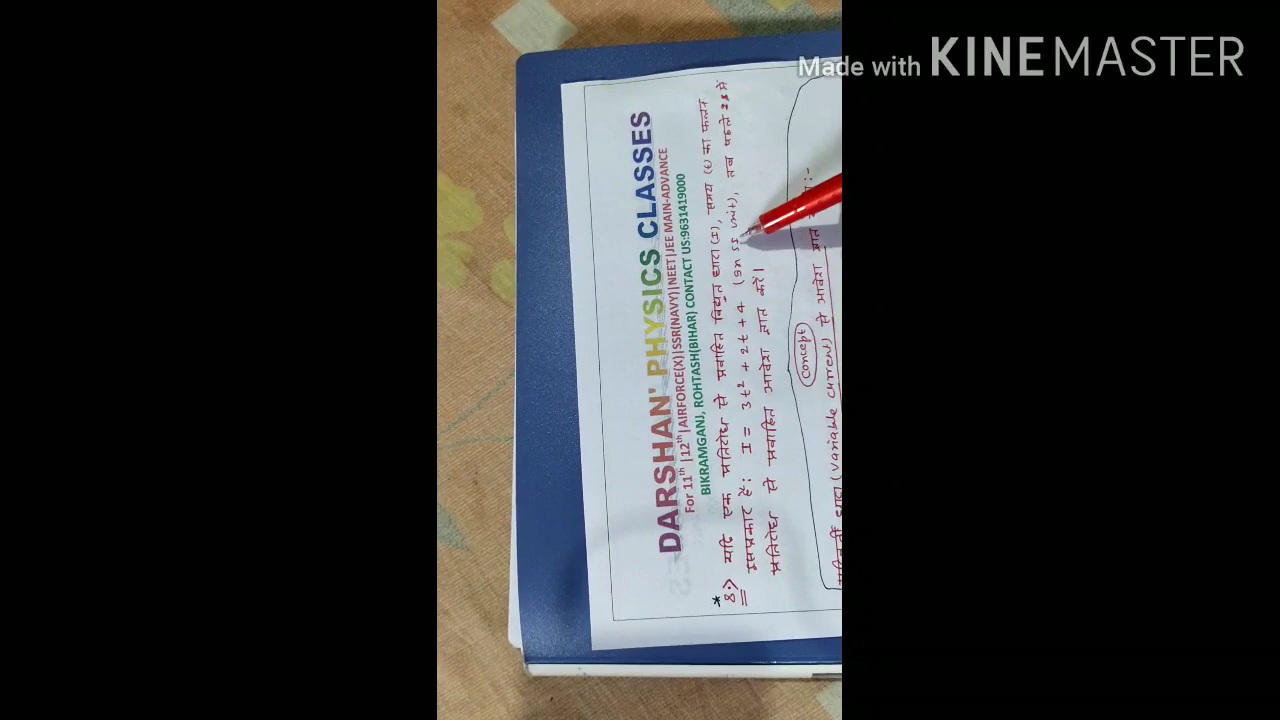 Made with KINEMASTER
DARSHAN' PHYSICS CLASSES
For 11th |12th |AIRFORCE(X)|SSR(NAVY)|NEET|JEE MAIN-ADVANCE
BIKRAMGANJ, ROHTASH(BIHAR) CONTACT US:9631419000
* 8:> यदि एक प्रतिरोध से प्रवाहित विद्युत धारा (I), समय (t) का फलन
इसप्रकार है: I = 3t² + 2t + 4 (In SI unit), तब पहले 2s में
प्रतिरोध से प्रवाहित आवेश ज्ञात करें।
Concept
धारा (Variable current) से आवेश ज्ञात :-